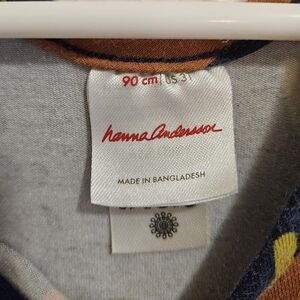 90 cm | US 3
hanna Andersson
MADE IN BANGLADESH